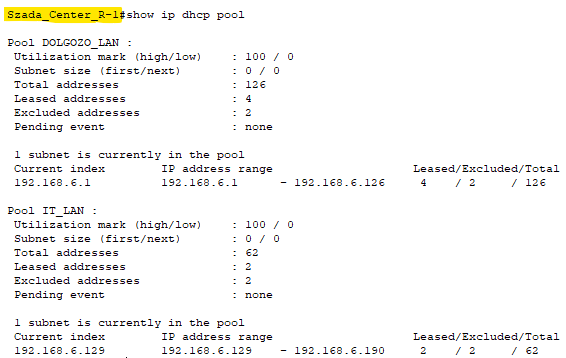 Szada_Center_R-1#show ip dhcp pool
Pool DOLGOZO_LAN :
Utilization mark (high/low) : 100 / 0
Subnet size (first/next) : 0 / 0
Total addresses : 126
Leased addresses : 4
Excluded addresses : 2
Pending event : none
1 subnet is currently in the pool
Current index IP address range Leased/Excluded/Total
192.168.6.1 192.168.6.1 - 192.168.6.126 4 / 2 / 126
Pool IT_LAN :
Utilization mark (high/low) : 100 / 0
Subnet size (first/next) : 0 / 0
Total addresses : 62
Leased addresses : 2
Excluded addresses : 2
Pending event : none
1 subnet is currently in the pool
Current index IP address range Leased/Excluded/Total
192.168.6.129 192.168.6.129 - 192.168.6.190 2 / 2 / 62